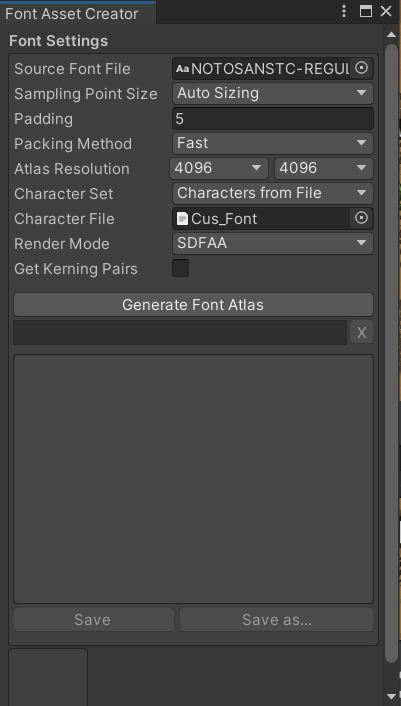 Font Asset Creator
Font Settings
Source Font File AaNOTOSANSTC-REGUL
Sampling Point Size Auto Sizing
Padding 5
Packing Method Fast
Atlas Resolution 4096 4096
Character Set Characters from File
Character File Cus_Font
Render Mode SDFAA
Get Kerning Pairs
Generate Font Atlas
X
Save Save as...